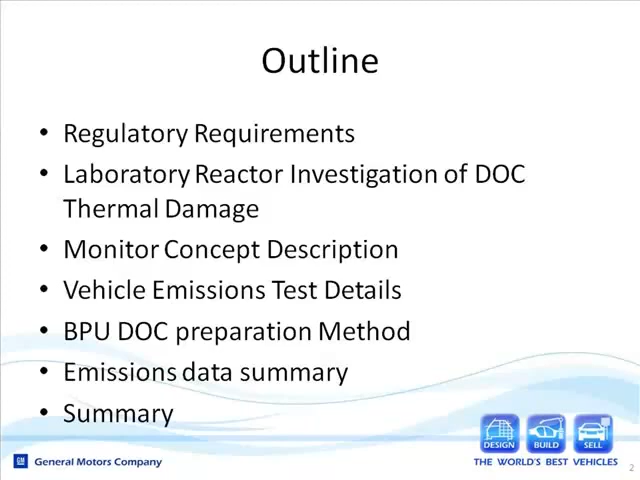 Outline
• Regulatory Requirements
• Laboratory Reactor Investigation of DOC
Thermal Damage
• Monitor Concept Description
• Vehicle Emissions Test Details
• BPU DOC preparation Method
• Emissions data summary
• Summary
DESIGN BUILD SELL
GM General Motors Company THE WORLD'S BEST VEHICLES
2